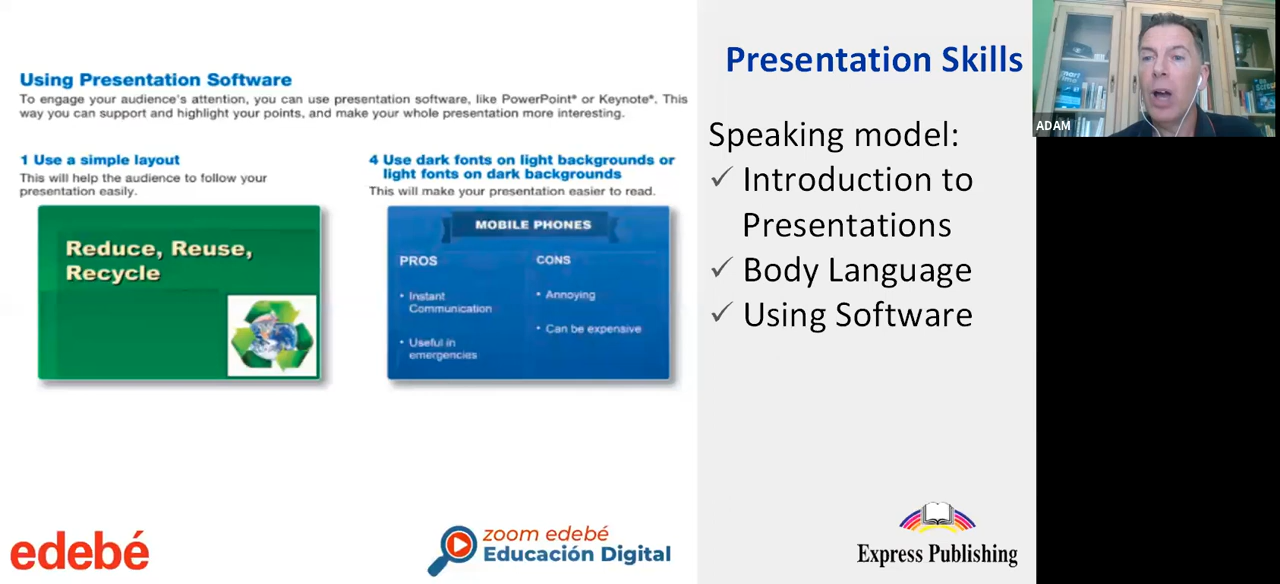 Using Presentation Software
To engage your audience's attention, you can use presentation software, like PowerPoint® or Keynote®. This
way you can support and highlight your points, and make your whole presentation more interesting.
1 Use a simple layout
This will help the audience to follow your
presentation easily.
Reduce, Reuse,
Recycle
4 Use dark fonts on light backgrounds or
light fonts on dark backgrounds
This will make your presentation easier to read.
MOBILE PHONES
PROS
• Instant
Communication
• Useful in
emergencies
CONS
• Annoying
• Can be expensive
Presentation Skills
Speaking model:
✓ Introduction to
Presentations
✓ Body Language
✓ Using Software
ADAM
edebé
zoom edebé
Educación Digital
Express Publishing